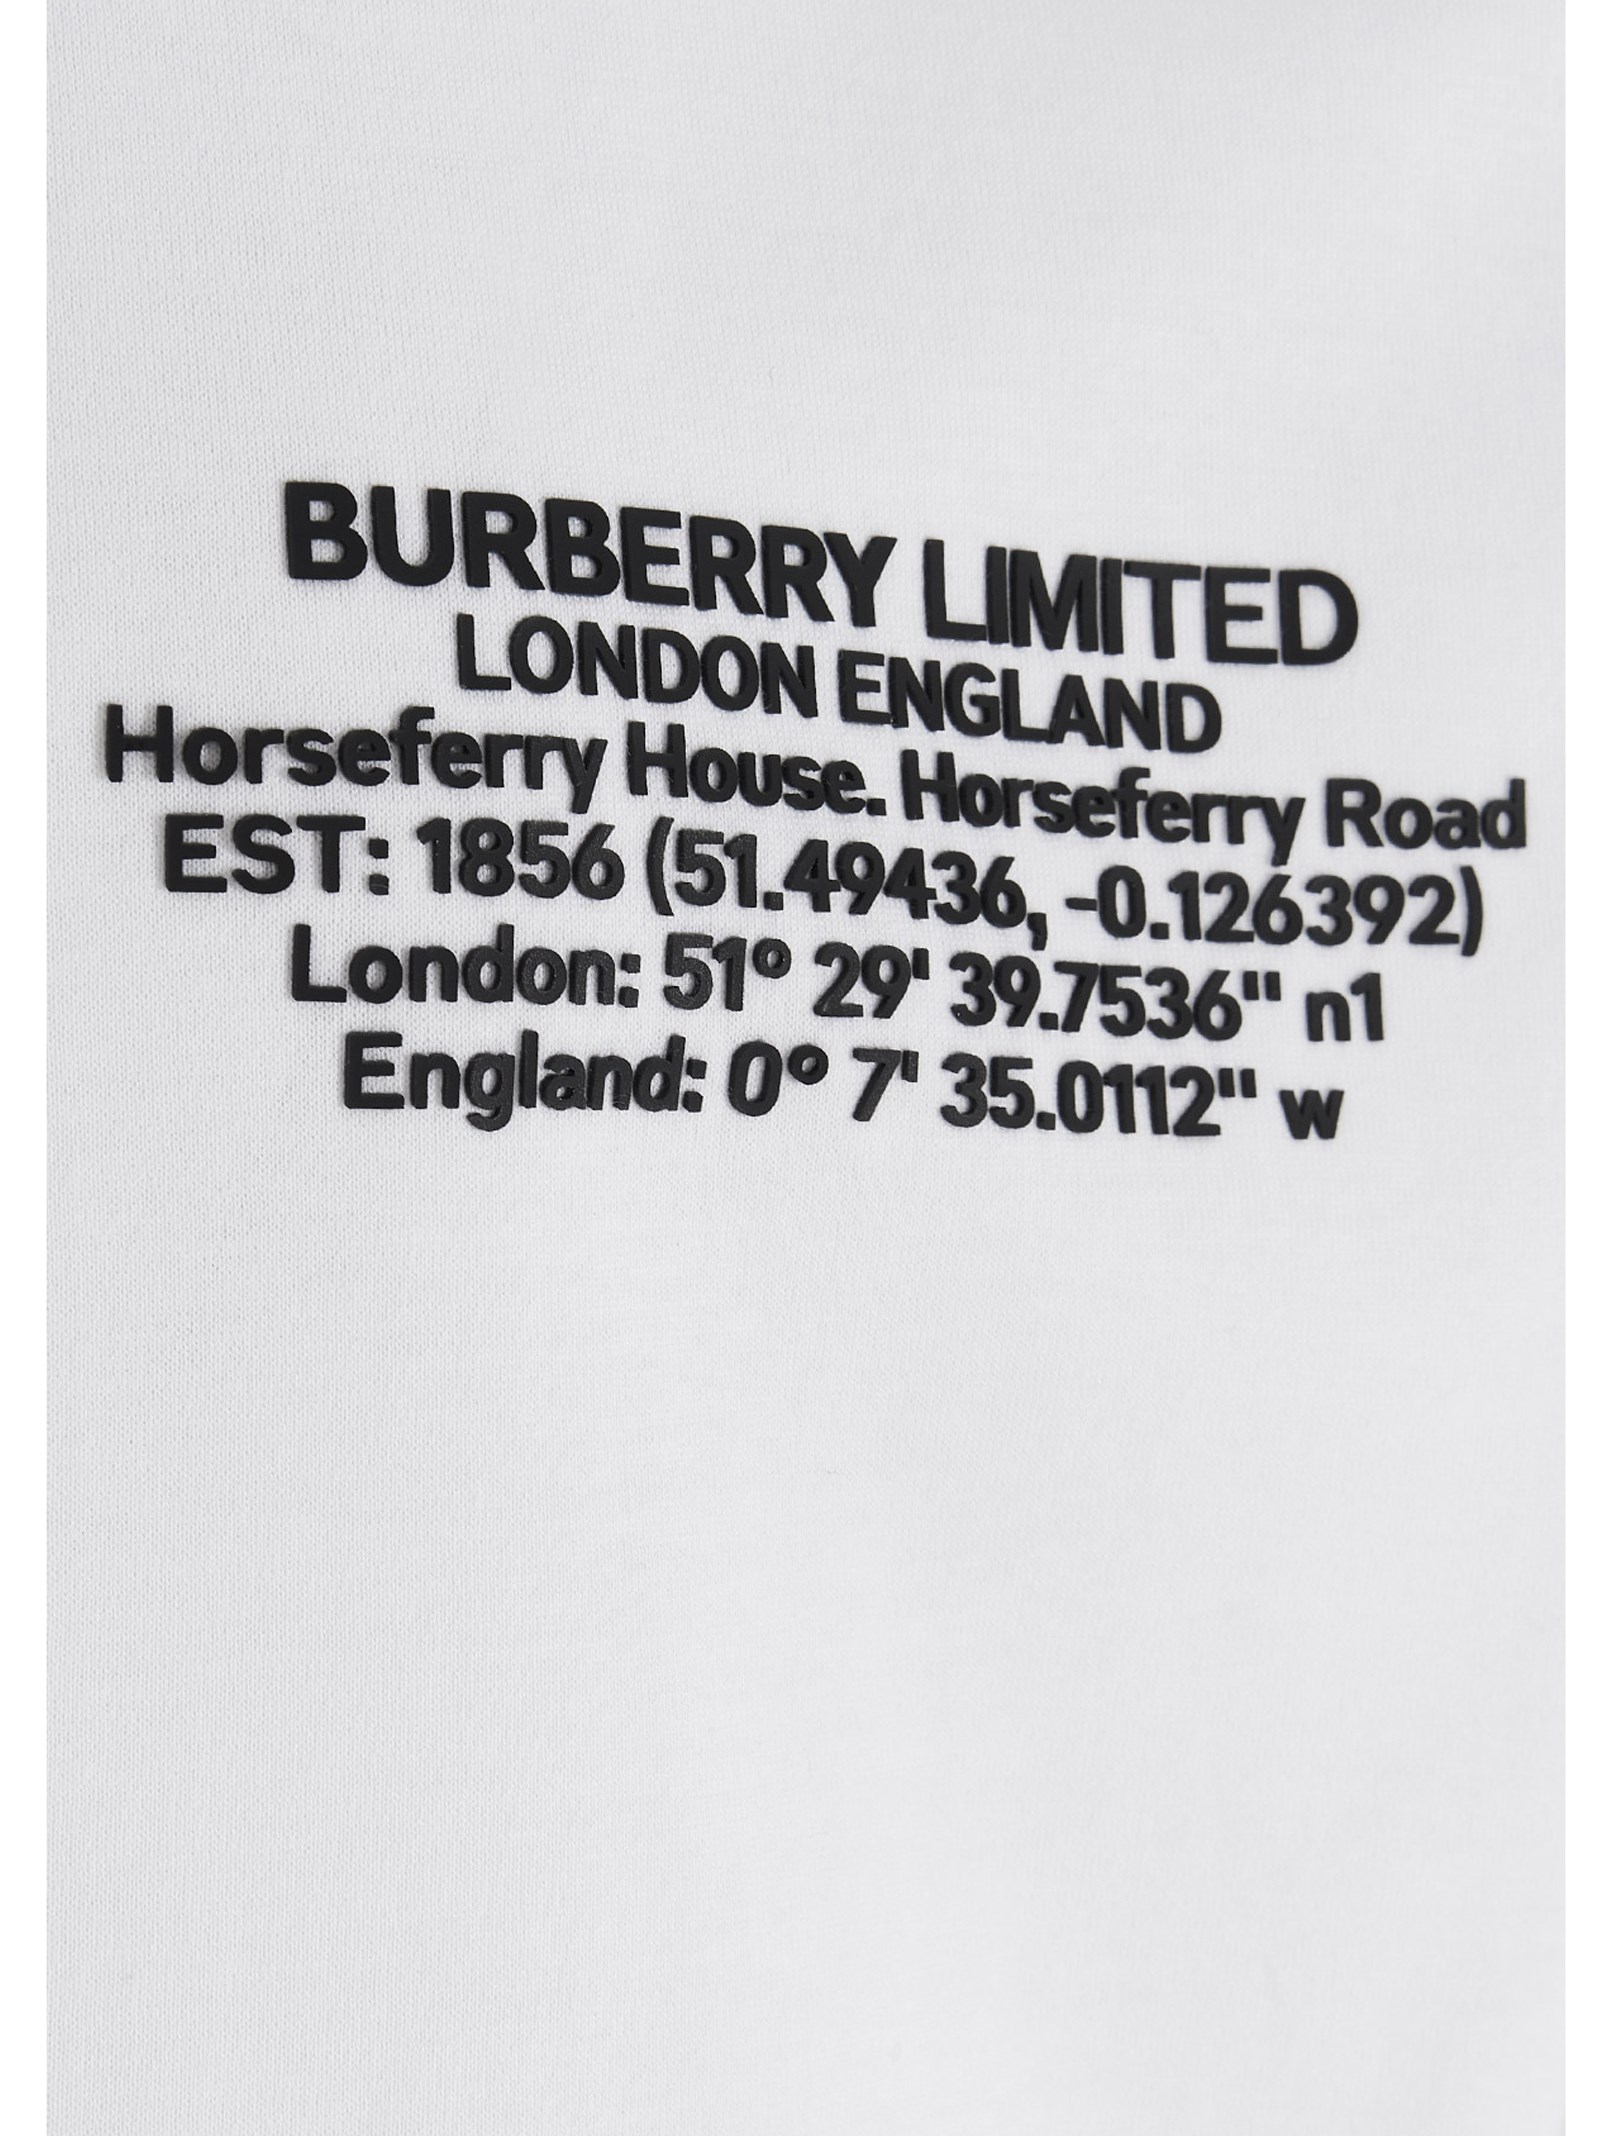 BURBERRY LIMITED
LONDON ENGLAND
Horseferry House. Horseferry Road
EST: 1856 (51.49436, -0.126392)
London: 51° 29' 39.7536" n1
England: 0° 7' 35.0112" w